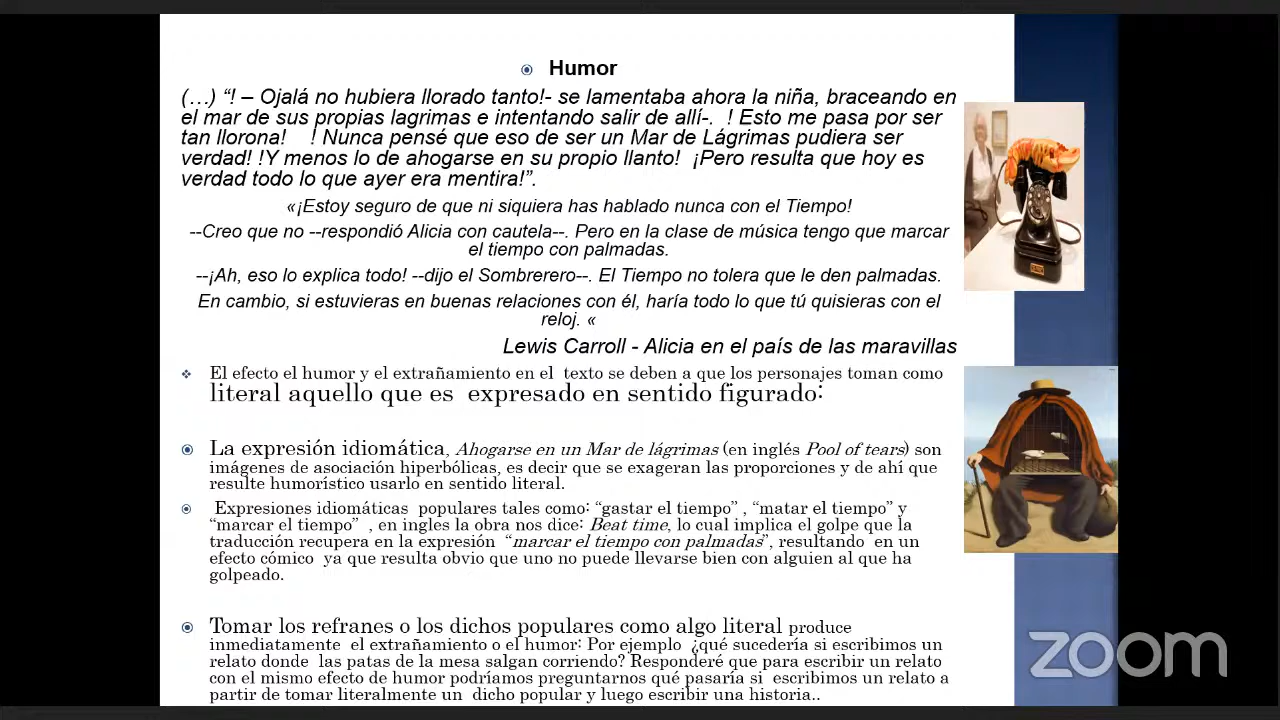 Humor
(…) “! – Ojalá no hubiera llorado tanto!- se lamentaba ahora la niña, braceando en
el mar de sus propias lagrimas e intentando salir de allí-. ! Esto me pasa por ser
tan llorona! ! Nunca pensé que eso de ser un Mar de Lágrimas pudiera ser
verdad! !Y menos lo de ahogarse en su propio llanto! ¡Pero resulta que hoy es
verdad todo lo que ayer era mentira!”.
«¡Estoy seguro de que ni siquiera has hablado nunca con el Tiempo!
--Creo que no --respondió Alicia con cautela--. Pero en la clase de música tengo que marcar
el tiempo con palmadas.
--¡Ah, eso lo explica todo! --dijo el Sombrerero--. El Tiempo no tolera que le den palmadas.
En cambio, si estuvieras en buenas relaciones con él, haría todo lo que tú quisieras con el
reloj. «
Lewis Carroll - Alicia en el país de las maravillas
El efecto el humor y el extrañamiento en el texto se deben a que los personajes toman como
literal aquello que es expresado en sentido figurado:
La expresión idiomática, Ahogarse en un Mar de lágrimas (en inglés Pool of tears) son
imágenes de asociación hiperbólicas, es decir que se exageran las proporciones y de ahí que
resulte humorístico usarlo en sentido literal.
Expresiones idiomáticas populares tales como: “gastar el tiempo” , “matar el tiempo” y
“marcar el tiempo” , en ingles la obra nos dice: Beat time, lo cual implica el golpe que la
traducción recupera en la expresión “marcar el tiempo con palmadas”, resultando en un
efecto cómico ya que resulta obvio que uno no puede llevarse bien con alguien al que ha
golpeado.
Tomar los refranes o los dichos populares como algo literal produce
inmediatamente el extrañamiento o el humor: Por ejemplo ¿qué sucedería si escribimos un
relato donde las patas de la mesa salgan corriendo? Responderé que para escribir un relato
con el mismo efecto de humor podríamos preguntarnos qué pasaría si escribimos un relato a
partir de tomar literalmente un dicho popular y luego escribir una historia..
zoom